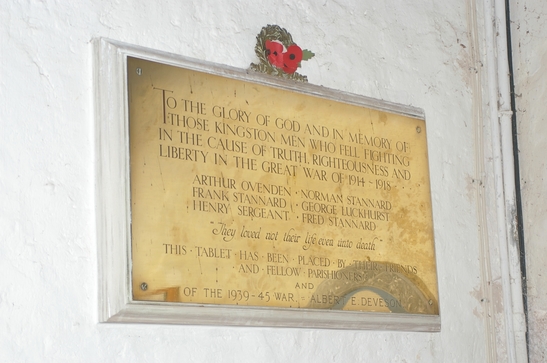 TO THE GLORY OF GOD AND IN MEMORY OF
THOSE KINGSTON MEN WHO FELL FIGHTING
IN THE CAUSE OF TRUTH, RIGHTEOUSNESS AND
LIBERTY IN THE GREAT WAR OF 1914-1918
ARTHUR OVENDEN · NORMAN STANNARD
FRANK STANNARD · GEORGE LUCKHURST
HENRY SERGEANT · FRED STANNARD
"They loved not their life even unto death"
THIS · TABLET · HAS · BEEN · PLACED · BY · THEIR · FRIENDS
AND · FELLOW · PARISHIONERS
AND
OF THE 1939-45 WAR. - ALBERT E. DEVESON